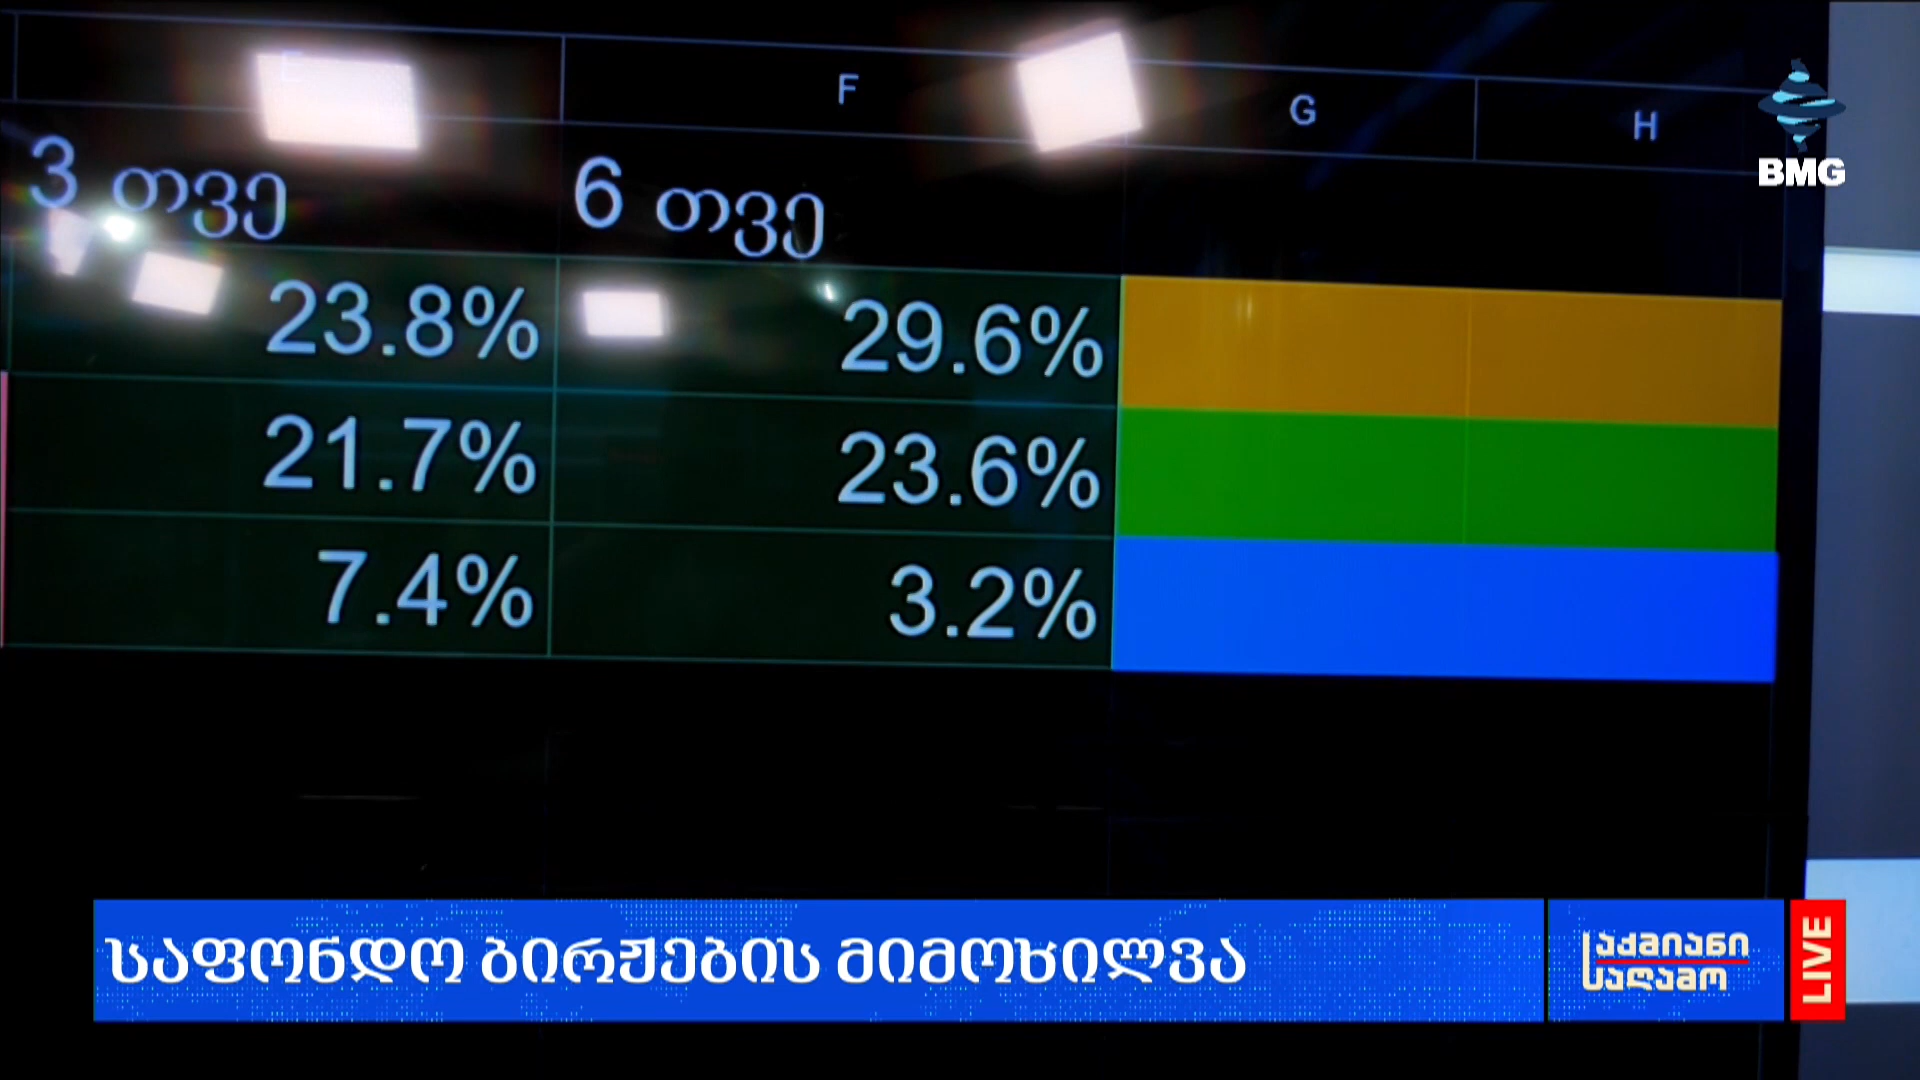 E F G H
BMG
3 თვე 6 თვე
23.8% 29.6%
21.7% 23.6%
7.4% 3.2%
საფონდო ბირჟების მიმოხილვა
საქმიანი
საღამო
LIVE